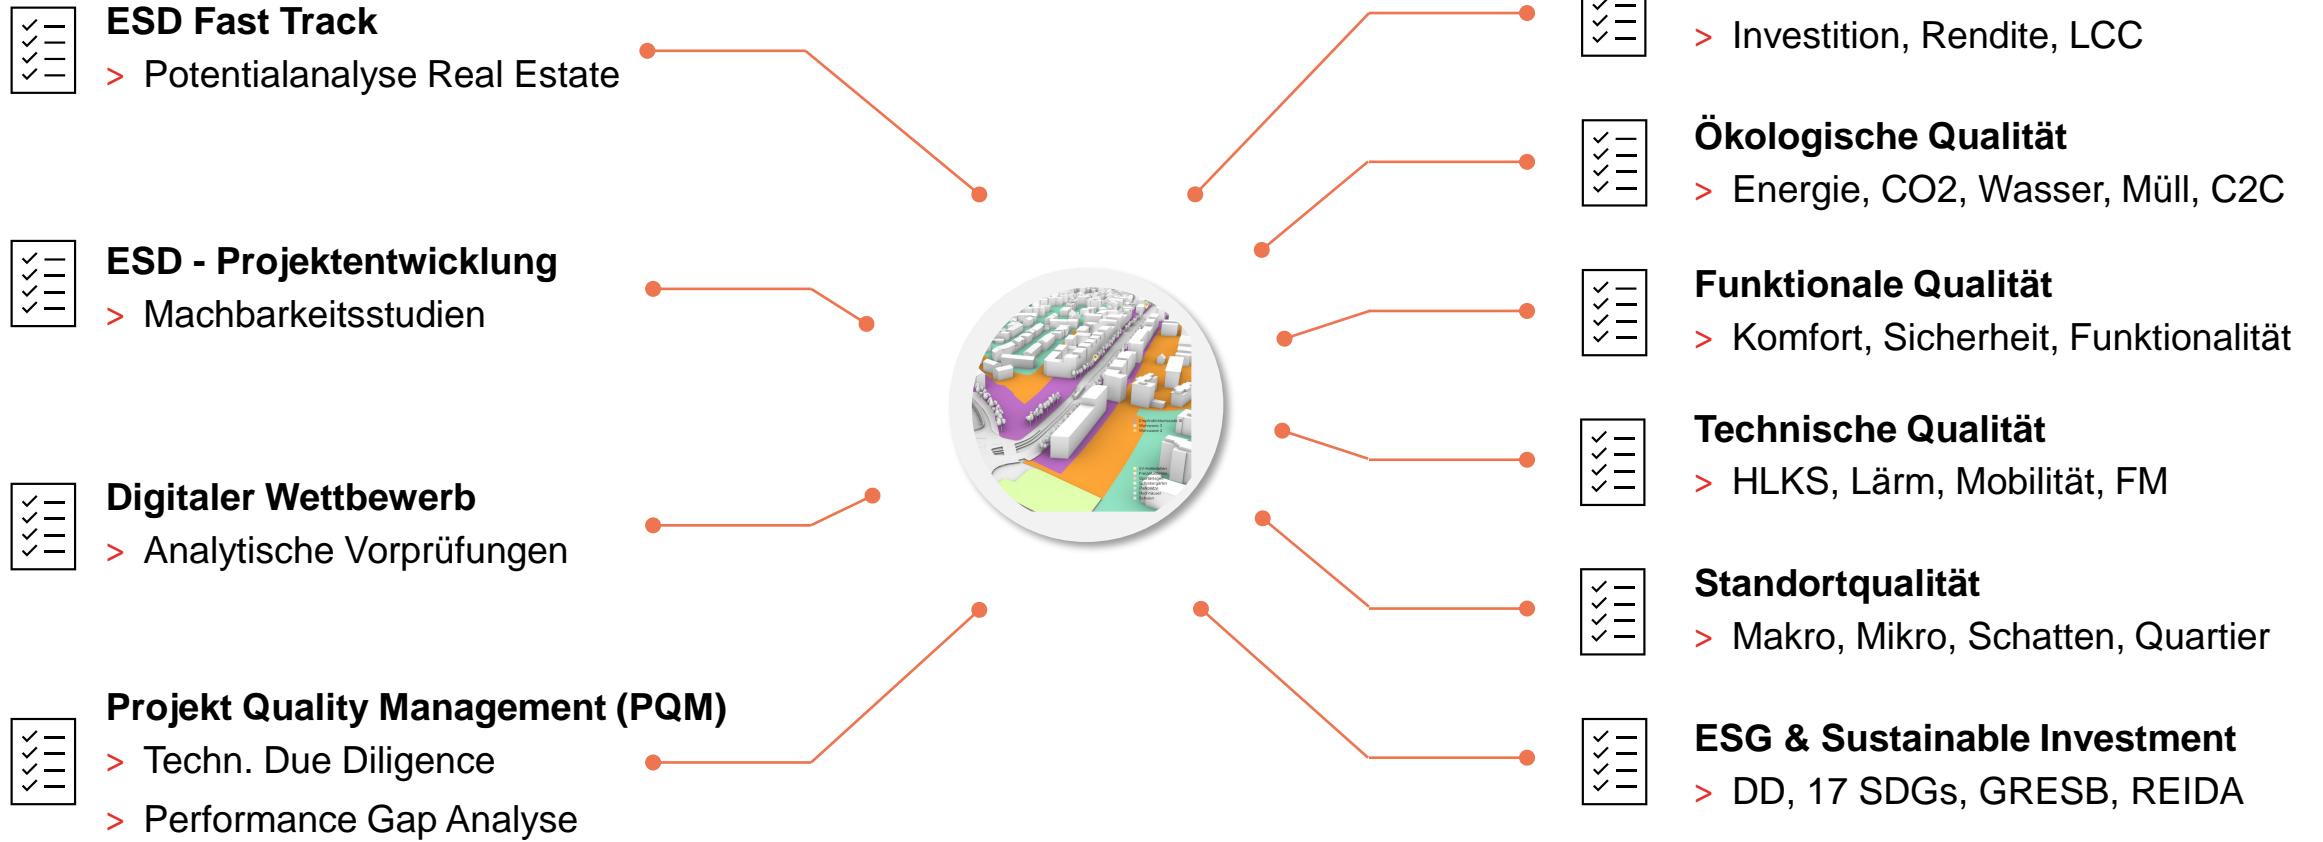 ESD Fast Track
> Potentialanalyse Real Estate
ESD - Projektentwicklung
> Machbarkeitsstudien
Digitaler Wettbewerb
> Analytische Vorprüfungen
Projekt Quality Management (PQM)
> Techn. Due Diligence
> Performance Gap Analyse
> Investition, Rendite, LCC
Ökologische Qualität
> Energie, CO2, Wasser, Müll, C2C
Funktionale Qualität
> Komfort, Sicherheit, Funktionalität
Technische Qualität
> HLKS, Lärm, Mobilität, FM
Standortqualität
> Makro, Mikro, Schatten, Quartier
ESG & Sustainable Investment
> DD, 17 SDGs, GRESB, REIDA